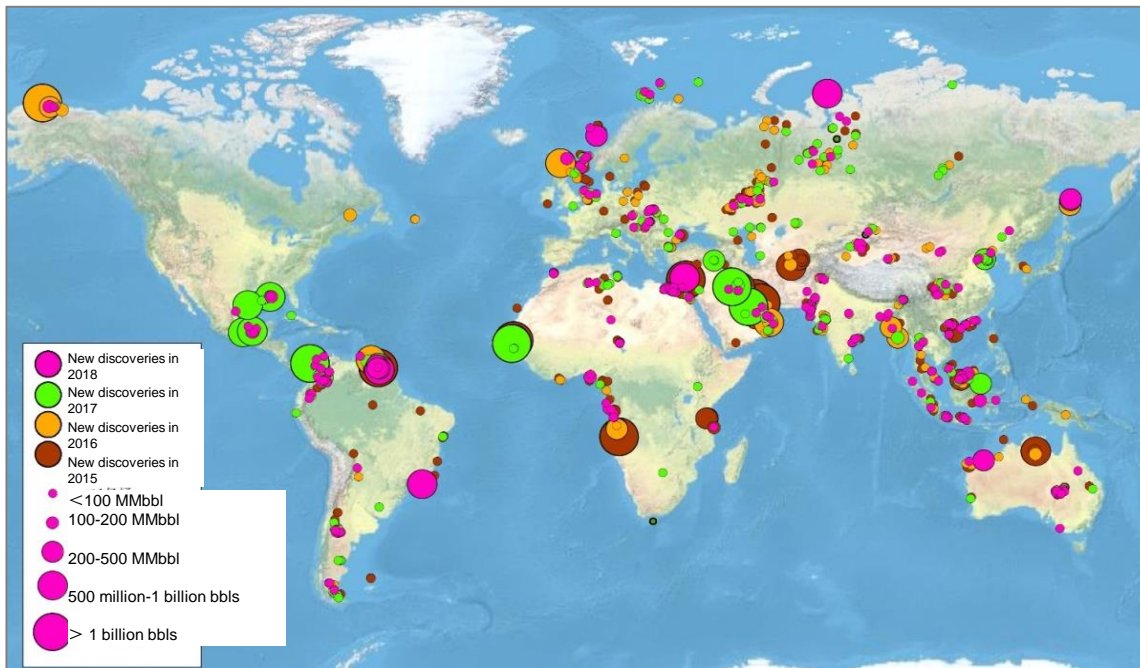 New discoveries in
2018
New discoveries in
2017
New discoveries in
2016
New discoveries in
2015
＜100 MMbbl
100-200 MMbbl
200-500 MMbbl
500 million-1 billion bbls
＞ 1 billion bbls